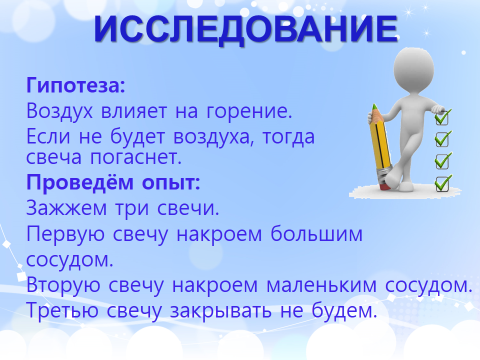 ИССЛЕДОВАНИЕ
Гипотеза:
Воздух влияет на горение.
Если не будет воздуха, тогда
свеча погаснет.
Проведём опыт:
Зажжем три свечи.
Первую свечу накроем большим
сосудом.
Вторую свечу накроем маленьким сосудом.
Третью свечу закрывать не будем.